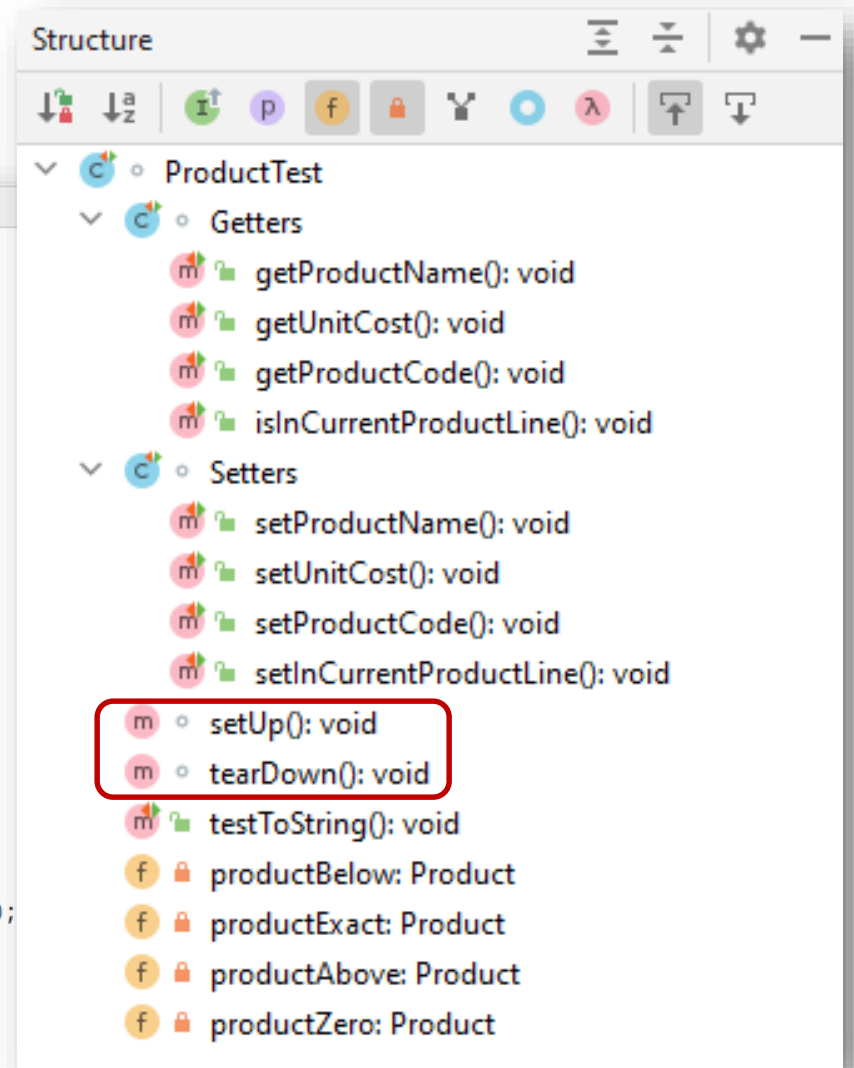 Structure
ProductTest
Getters
getProductName(): void
getUnitCost(): void
getProductCode(): void
isInCurrentProductLine(): void
Setters
setProductName(): void
setUnitCost(): void
setProductCode(): void
setInCurrentProductLine(): void
setUp(): void
tearDown(): void
testToString(): void
productBelow: Product
);
productExact: Product
productAbove: Product
productZero: Product